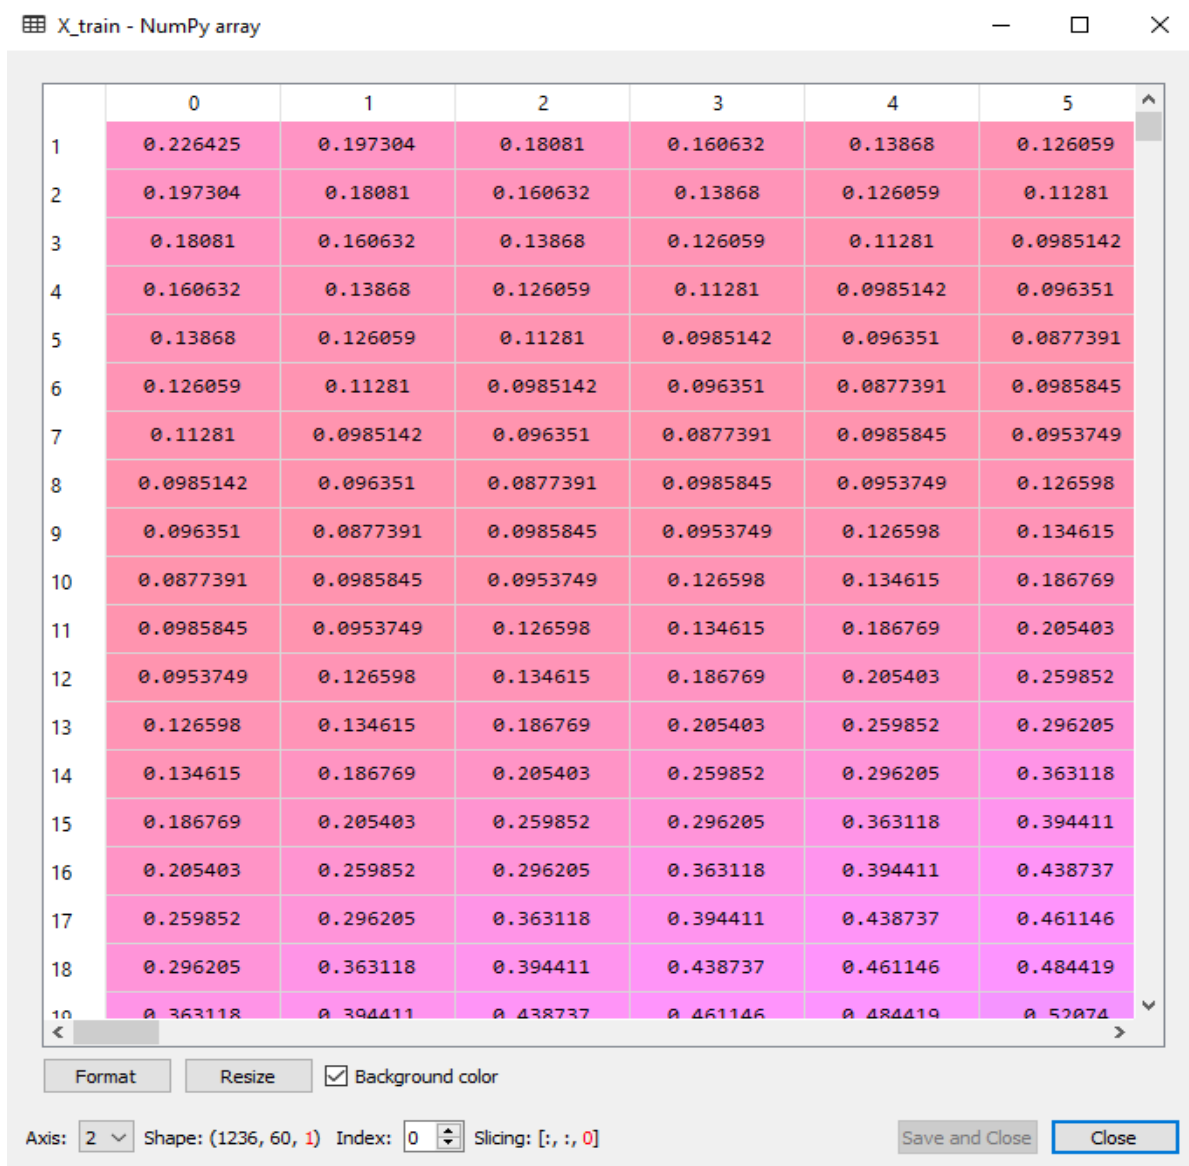 X_train - NumPy array
0 1 2 3 4 5
1 0.226425 0.197304 0.18081 0.160632 0.13868 0.126059
2 0.197304 0.18081 0.160632 0.13868 0.126059 0.11281
3 0.18081 0.160632 0.13868 0.126059 0.11281 0.0985142
4 0.160632 0.13868 0.126059 0.11281 0.0985142 0.096351
5 0.13868 0.126059 0.11281 0.0985142 0.096351 0.0877391
6 0.126059 0.11281 0.0985142 0.096351 0.0877391 0.0985845
7 0.11281 0.0985142 0.096351 0.0877391 0.0985845 0.0953749
8 0.0985142 0.096351 0.0877391 0.0985845 0.0953749 0.126598
9 0.096351 0.0877391 0.0985845 0.0953749 0.126598 0.134615
10 0.0877391 0.0985845 0.0953749 0.126598 0.134615 0.186769
11 0.0985845 0.0953749 0.126598 0.134615 0.186769 0.205403
12 0.0953749 0.126598 0.134615 0.186769 0.205403 0.259852
13 0.126598 0.134615 0.186769 0.205403 0.259852 0.296205
14 0.134615 0.186769 0.205403 0.259852 0.296205 0.363118
15 0.186769 0.205403 0.259852 0.296205 0.363118 0.394411
16 0.205403 0.259852 0.296205 0.363118 0.394411 0.438737
17 0.259852 0.296205 0.363118 0.394411 0.438737 0.461146
18 0.296205 0.363118 0.394411 0.438737 0.461146 0.484419
19 0.363118 0.394411 0.438737 0.461146 0.484419 0.52074
Format Resize Background color
Axis: 2 Shape: (1236, 60, 1) Index: 0 Slicing: [:, :, 0] Save and Close Close